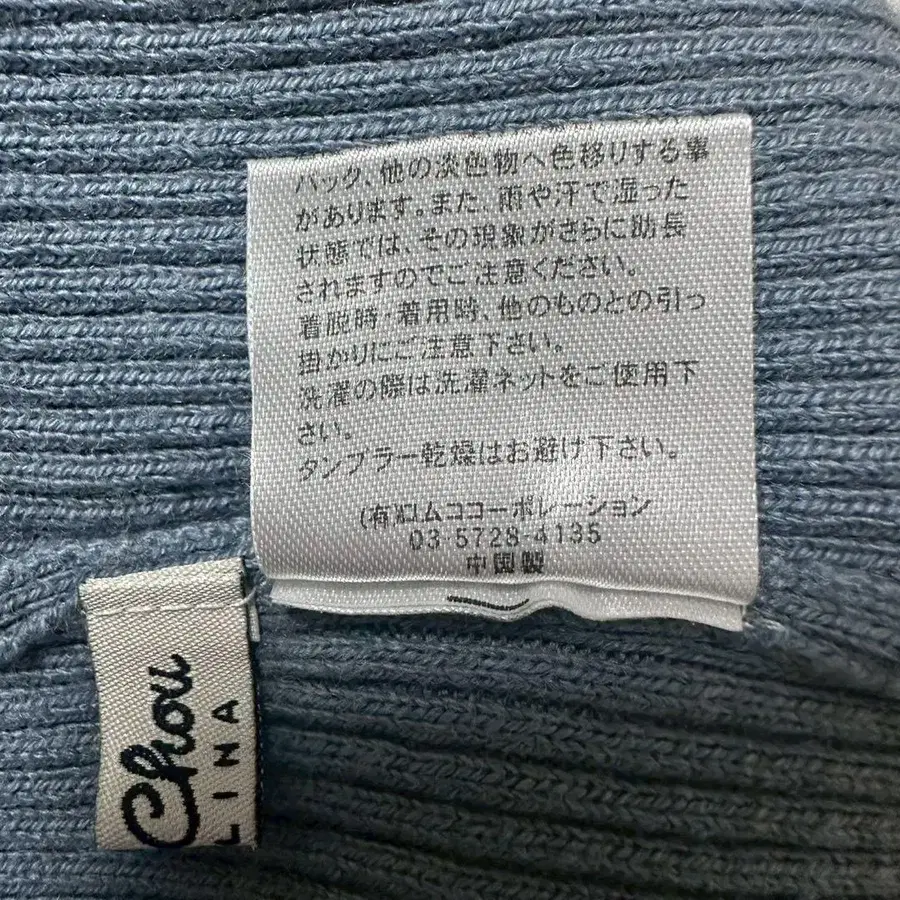 バック、他の淡色物へ色移りする事
があります。また、雨や汗で湿った
状態では、その現象がさらに助長
されますのでご注意ください。
着脱時・着用時、他のものとの引っ
掛かりにご注意下さい。
洗濯の際は洗濯ネットをご使用下
さい。
タンブラー乾燥はお避け下さい。
(有)コムココーポレーション
03-5728-4135
中国製
Chou
LINA